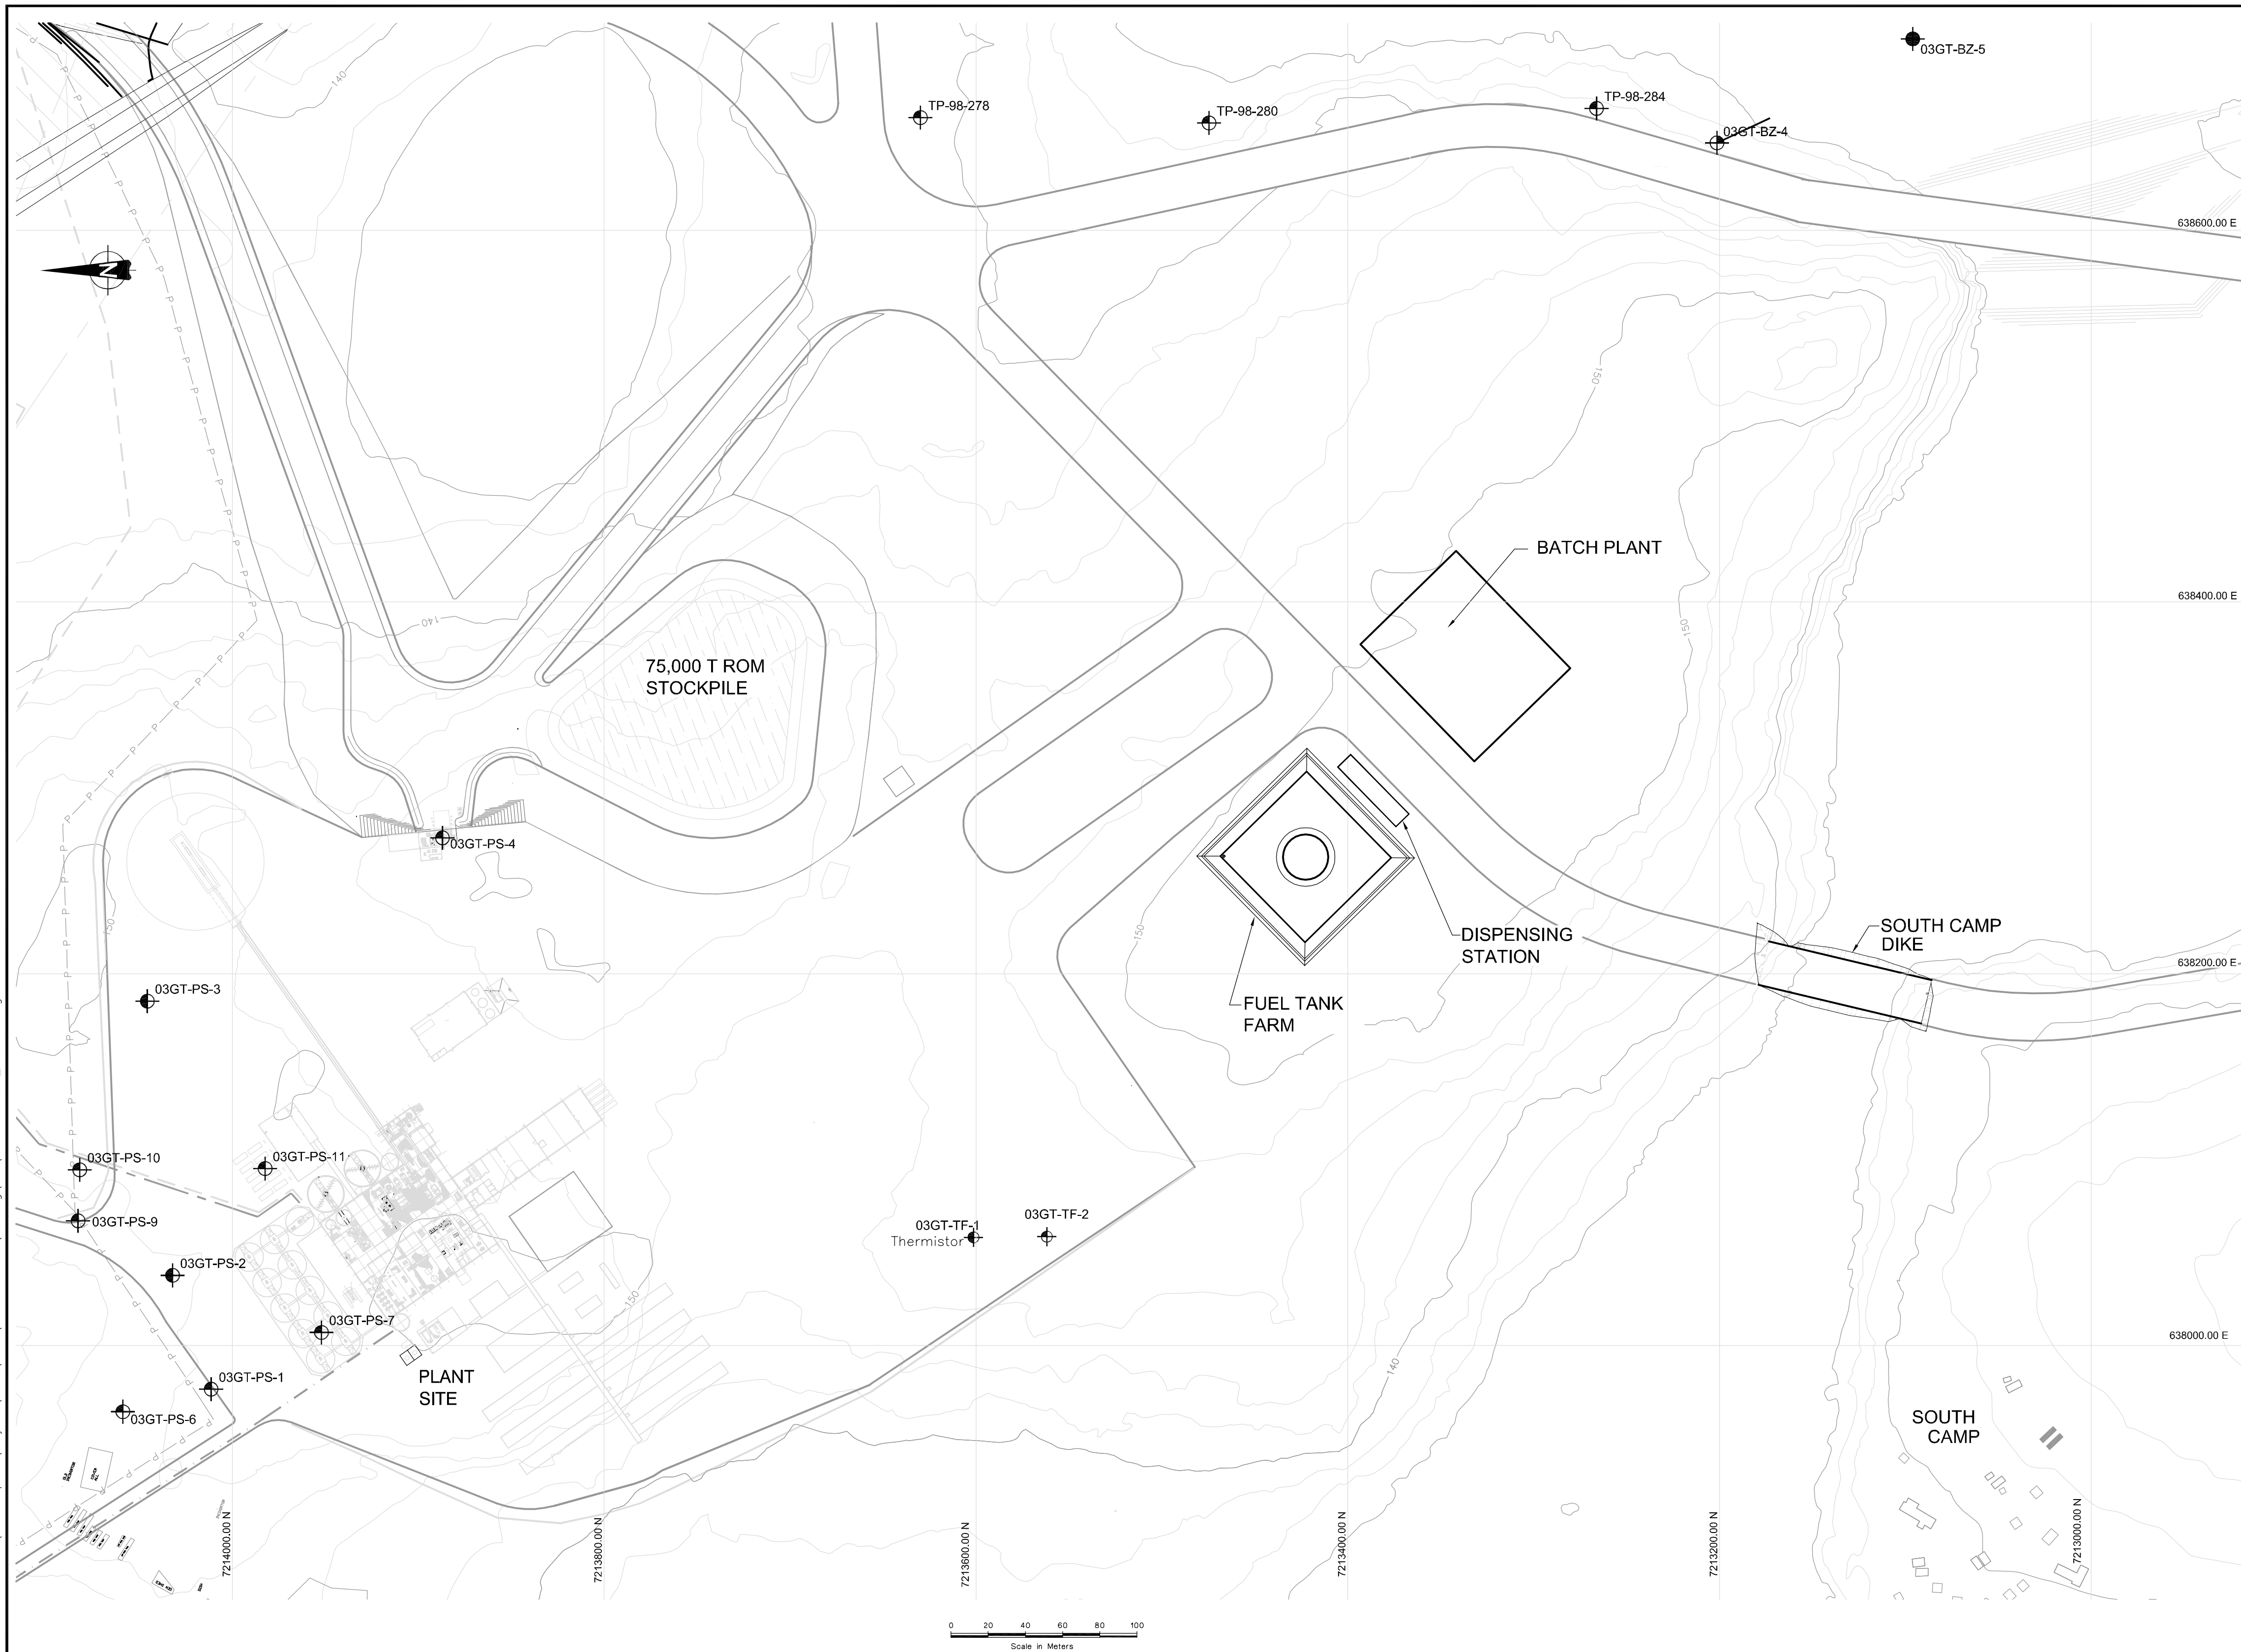 140
03GT-BZ-5
TP-98-278
TP-98-280
TP-98-284
03GT-BZ-4
638600.00 E
N
150
BATCH PLANT
638400.00 E
140
150
75,000 T ROM
STOCKPILE
03GT-PS-4
150
150
SOUTH CAMP
DIKE
DISPENSING
STATION
638200.00 E
03GT-PS-3
FUEL TANK
FARM
03GT-PS-10
03GT-PS-11
03GT-PS-9
03GT-TF-1
Thermistor
03GT-TF-2
03GT-PS-2
150
03GT-PS-7
638000.00 E
140
PLANT
SITE
03GT-PS-1
03GT-PS-6
SOUTH
CAMP
7214000.00 N
7213800.00 N
7213600.00 N
7213400.00 N
7213200.00 N
7213000.00 N
0 20 40 60 80 100
Scale in Meters